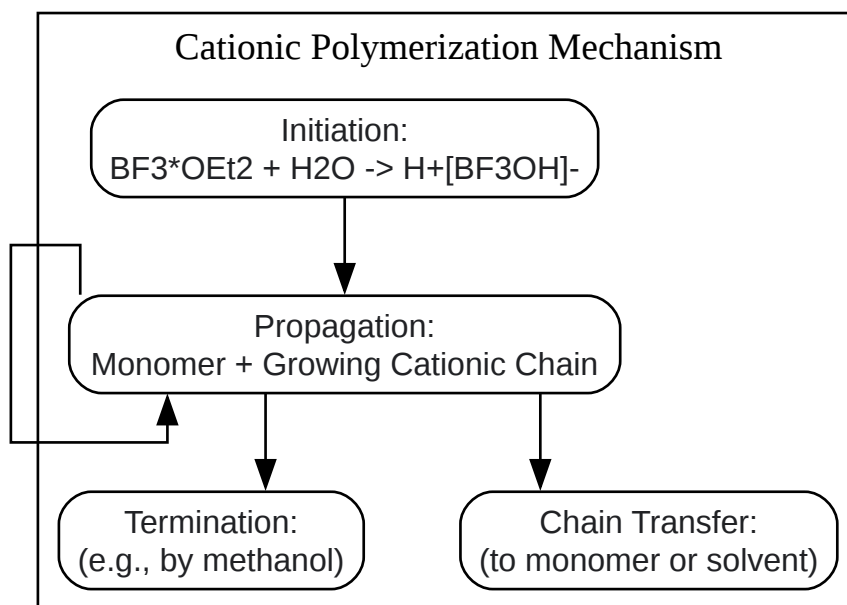 Cationic Polymerization Mechanism
Initiation:
BF3*OEt2 + H2O -> H+[BF3OH]-
Propagation:
Monomer + Growing Cationic Chain
Termination:
(e.g., by methanol)
Chain Transfer:
(to monomer or solvent)